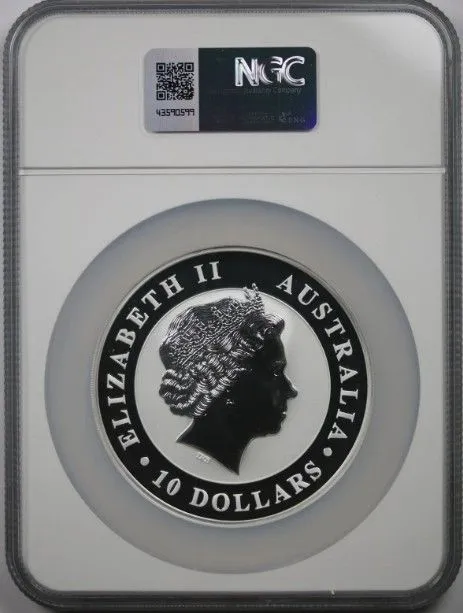 NGC
43590599
ELIZABETH II AUSTRALIA
• 10 DOLLARS •